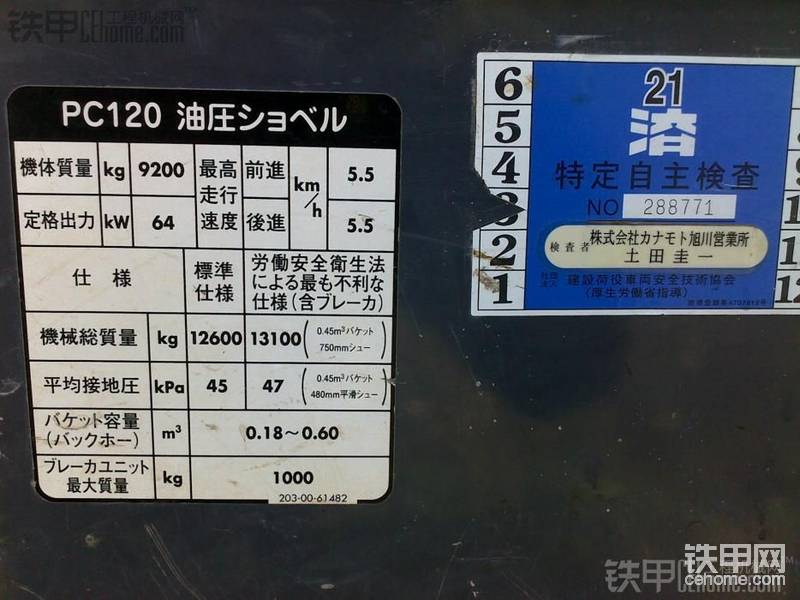 铁甲 工程机械网
CEhome.com
PC120 油圧ショベル
機体質量 kg 9200 最高走行速度 前進 km/h 5.5
定格出力 kW 64 後進 5.5
仕様 標準仕様 労働安全衛生法による最も不利な仕様(含ブレーカ)
機械総質量 kg 12600 13100 (0.45m³バケット 750mmシュー)
平均接地圧 kPa 45 47 (0.45m³バケット 480mm平滑シュー)
バケット容量(バックホー) m³ 0.18～0.60
ブレーカユニット最大質量 kg 1000
203-00-61482
6
5
4
3
2
1
21
特定自主検査
NO 288771
検査者 株式会社カナモト旭川営業所
土田圭一
社団法人 建設荷役車両安全技術協会
(厚生労働省指導)
铁甲网
cehome.com
铁甲 工程机械网